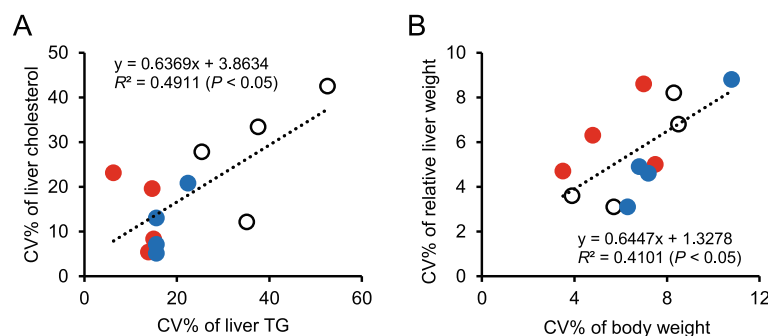 A
y = 0.6369x + 3.8634
R² = 0.4911 (P < 0.05)
CV% of liver cholesterol
50
40
30
20
10
0
0 20 40 60
CV% of liver TG
B
CV% of relative liver weight
10
8
6
4
2
0
y = 0.6447x + 1.3278
R² = 0.4101 (P < 0.05)
0 4 8 12
CV% of body weight